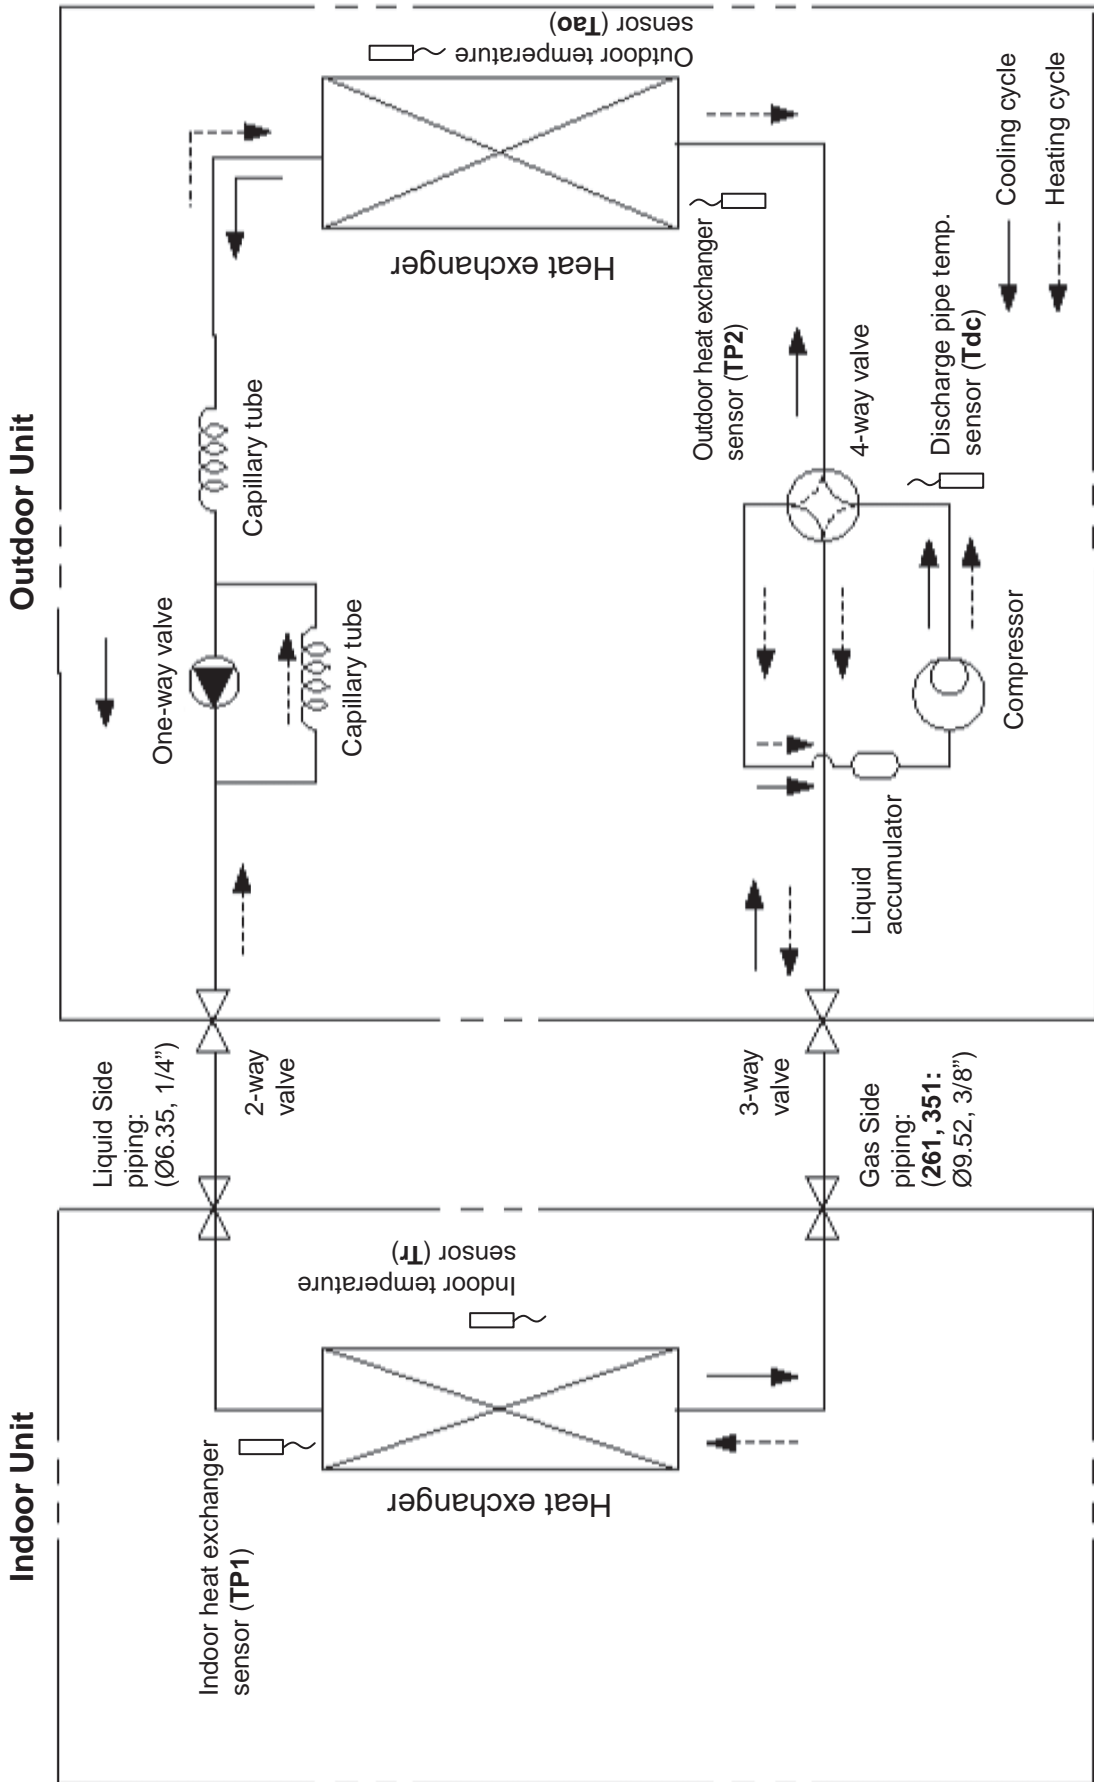 Indoor Unit
Outdoor Unit
Indoor heat exchanger
sensor (TP1)
Heat exchanger
Indoor temperature
sensor (Tr)
Liquid Side
piping:
(Ø6.35, 1/4”)
2-way
valve
Gas Side
piping:
(261, 351:
Ø9.52, 3/8”)
3-way
valve
One-way valve
Capillary tube
Capillary tube
Heat exchanger
Outdoor temperature
sensor (Tao)
Outdoor heat exchanger
sensor (TP2)
4-way valve
Liquid
accumulator
Compressor
Discharge pipe temp.
sensor (Tdc)
Cooling cycle
Heating cycle